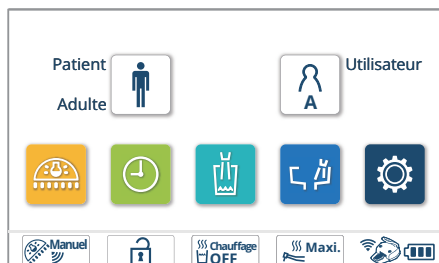 Patient
Utilisateur
Adulte
A
Manuel
Chauffage
OFF
Maxi.